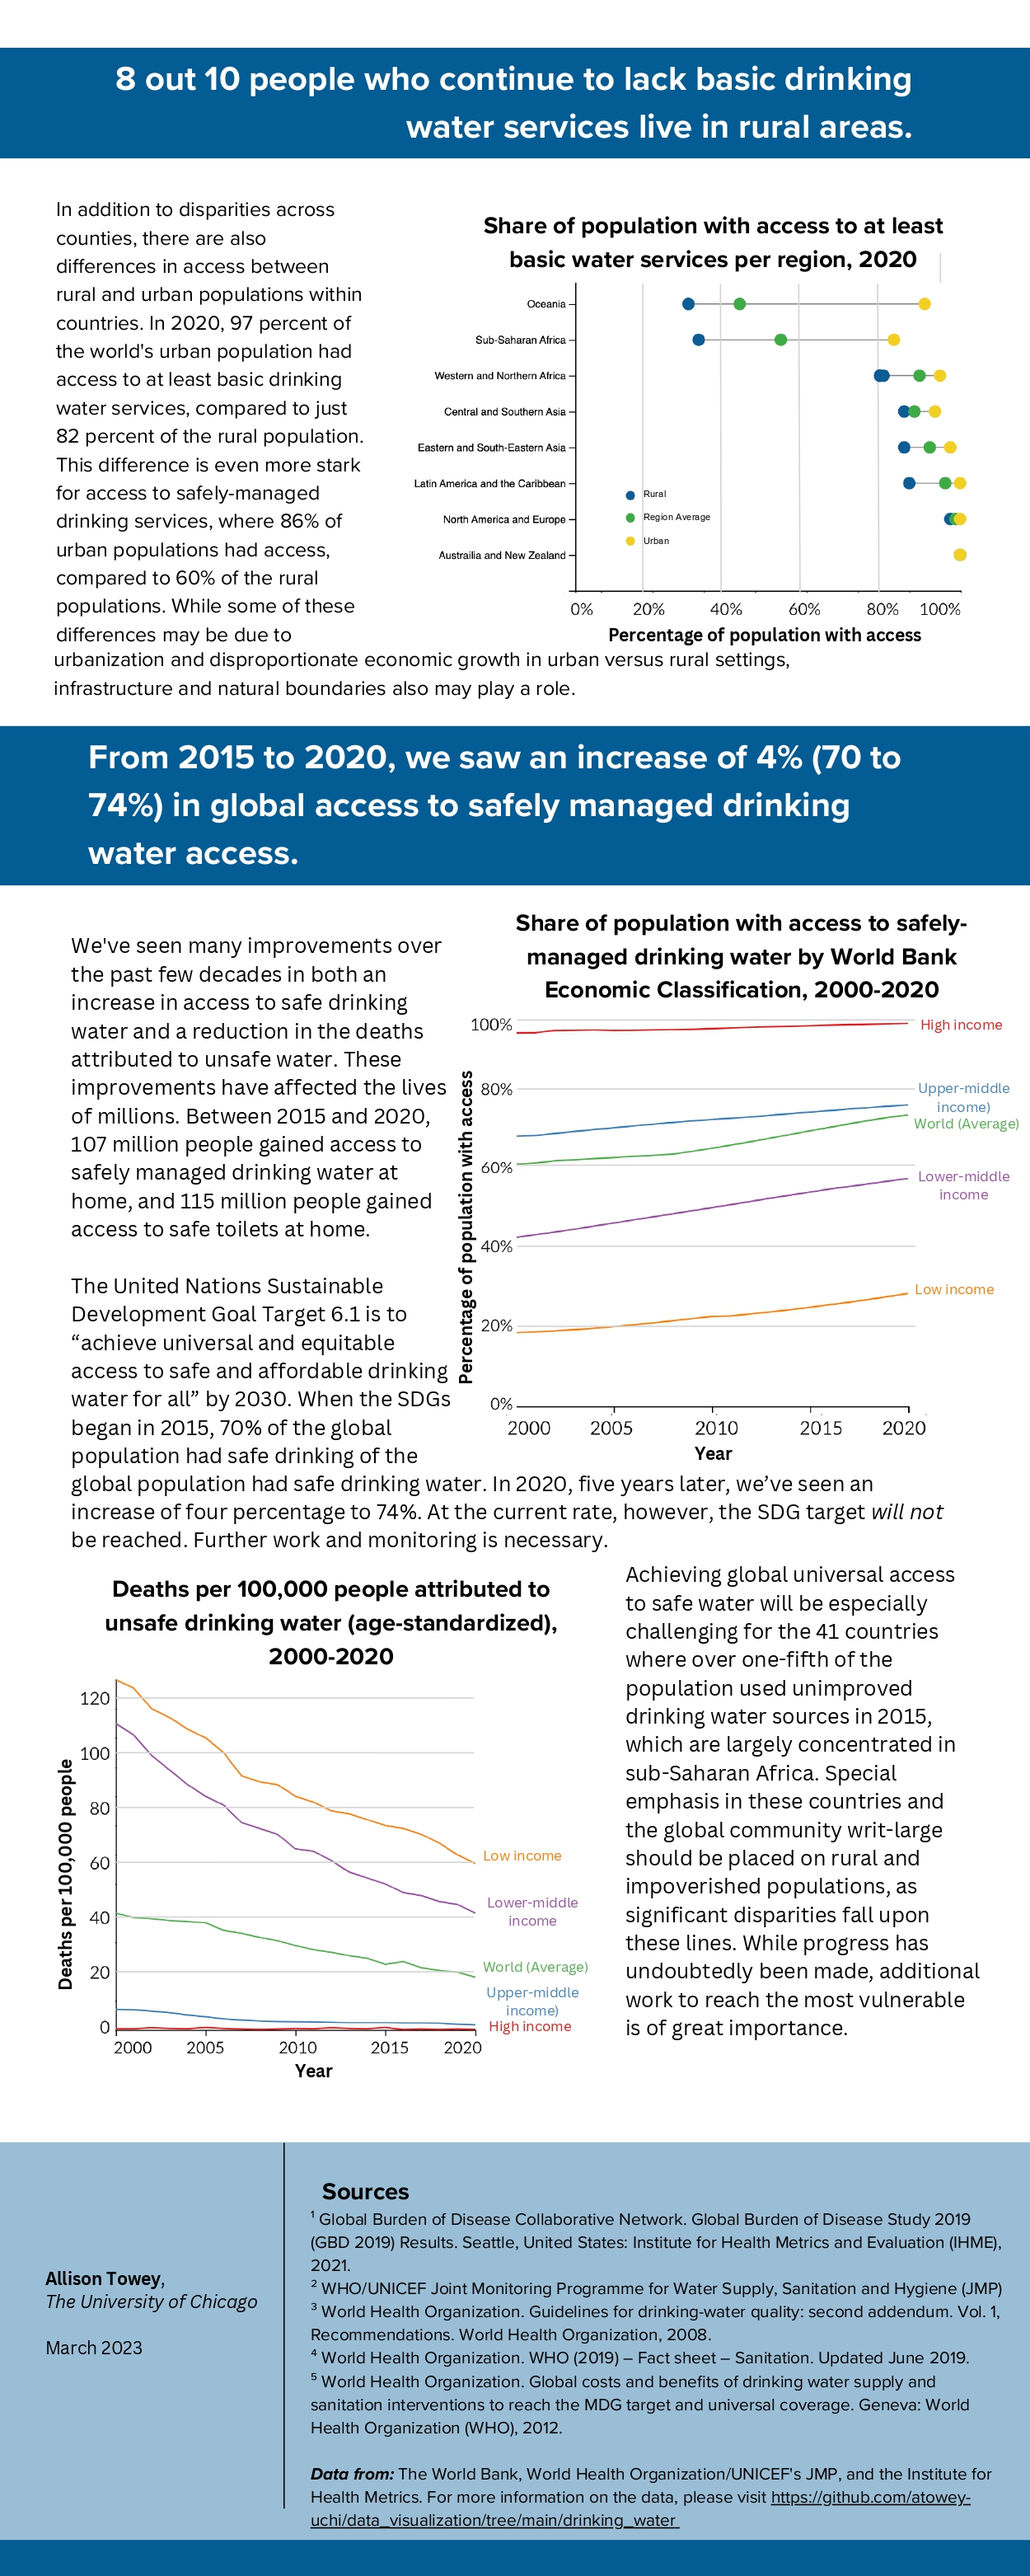 8 out 10 people who continue to lack basic drinking
water services live in rural areas.
In addition to disparities across
counties, there are also
differences in access between
rural and urban populations within
countries. In 2020, 97 percent of
the world's urban population had
access to at least basic drinking
water services, compared to just
82 percent of the rural population.
This difference is even more stark
for access to safely-managed
drinking services, where 86% of
urban populations had access,
compared to 60% of the rural
populations. While some of these
differences may be due to
urbanization and disproportionate economic growth in urban versus rural settings,
infrastructure and natural boundaries also may play a role.
Share of population with access to at least
basic water services per region, 2020
Oceania
Sub-Saharan Africa
Western and Northern Africa
Central and Southern Asia
Eastern and South-Eastern Asia
Latin America and the Caribbean
North America and Europe
Austrailia and New Zealand
Rural
Region Average
Urban
0% 20% 40% 60% 80% 100%
Percentage of population with access
From 2015 to 2020, we saw an increase of 4% (70 to
74%) in global access to safely managed drinking
water access.
We've seen many improvements over
the past few decades in both an
increase in access to safe drinking
water and a reduction in the deaths
attributed to unsafe water. These
improvements have affected the lives
of millions. Between 2015 and 2020,
107 million people gained access to
safely managed drinking water at
home, and 115 million people gained
access to safe toilets at home.
The United Nations Sustainable
Development Goal Target 6.1 is to
“achieve universal and equitable
access to safe and affordable drinking
water for all” by 2030. When the SDGs
began in 2015, 70% of the global
population had safe drinking of the
global population had safe drinking water. In 2020, five years later, we’ve seen an
increase of four percentage to 74%. At the current rate, however, the SDG target will not
be reached. Further work and monitoring is necessary.
Share of population with access to safely-
managed drinking water by World Bank
Economic Classification, 2000-2020
Percentage of population with access
100%
80%
60%
40%
20%
0%
High income
Upper-middle
income)
World (Average)
Lower-middle
income
Low income
2000 2005 2010 2015 2020
Year
Deaths per 100,000 people attributed to
unsafe drinking water (age-standardized),
2000-2020
Deaths per 100,000 people
120
100
80
60
40
20
0
Low income
Lower-middle
income
World (Average)
Upper-middle
income)
High income
2000 2005 2010 2015 2020
Year
Achieving global universal access
to safe water will be especially
challenging for the 41 countries
where over one-fifth of the
population used unimproved
drinking water sources in 2015,
which are largely concentrated in
sub-Saharan Africa. Special
emphasis in these countries and
the global community writ-large
should be placed on rural and
impoverished populations, as
significant disparities fall upon
these lines. While progress has
undoubtedly been made, additional
work to reach the most vulnerable
is of great importance.
Allison Towey,
The University of Chicago
March 2023
Sources
¹ Global Burden of Disease Collaborative Network. Global Burden of Disease Study 2019
(GBD 2019) Results. Seattle, United States: Institute for Health Metrics and Evaluation (IHME),
2021.
² WHO/UNICEF Joint Monitoring Programme for Water Supply, Sanitation and Hygiene (JMP)
³ World Health Organization. Guidelines for drinking-water quality: second addendum. Vol. 1,
Recommendations. World Health Organization, 2008.
⁴ World Health Organization. WHO (2019) – Fact sheet – Sanitation. Updated June 2019.
⁵ World Health Organization. Global costs and benefits of drinking water supply and
sanitation interventions to reach the MDG target and universal coverage. Geneva: World
Health Organization (WHO), 2012.
Data from: The World Bank, World Health Organization/UNICEF's JMP, and the Institute for
Health Metrics. For more information on the data, please visit https://github.com/atowey-
uchi/data_visualization/tree/main/drinking_water